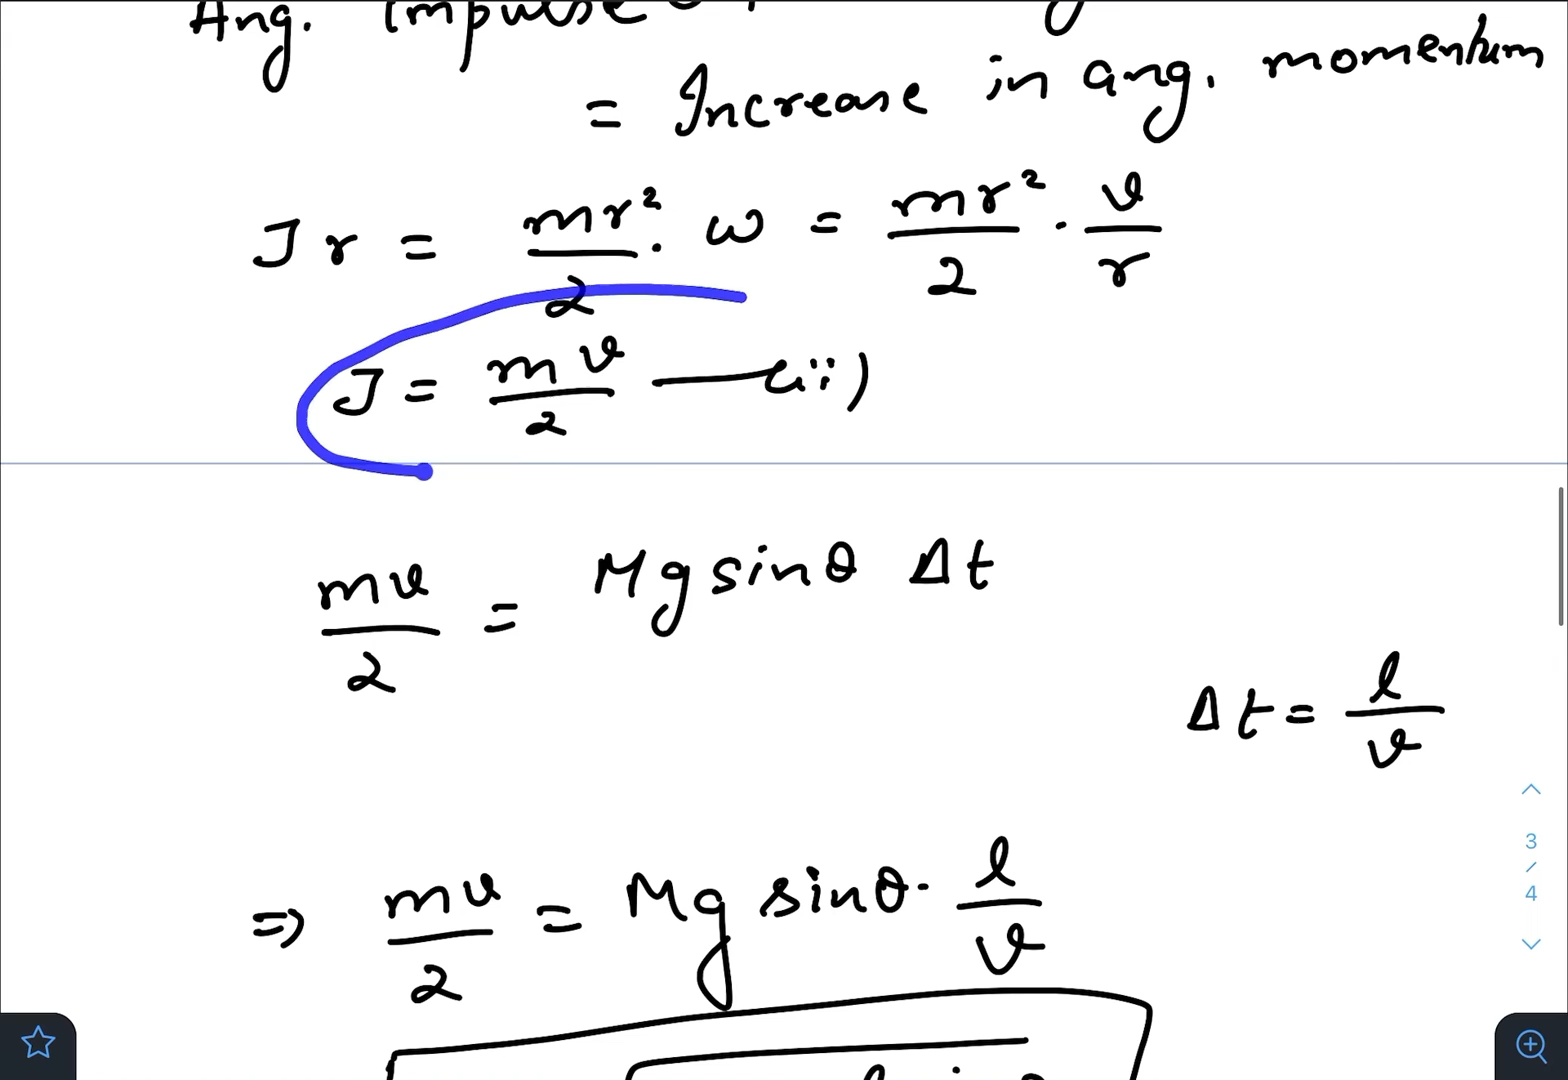 Ang. Impulse
= Increase in ang. momentum
Jr = mr²/2 . ω = mr²/2 . v/r
J = mv/2 —(ii)
mv/2 = Mg sinθ Δt
Δt = l/v
⇒ mv/2 = Mg sinθ . l/v
3
/
4